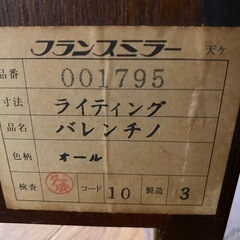 フランスミラー 天ケ
品番 001795
寸法 ライティング
品名 バレンチノ
色柄 オール
検査 コード 10 製造 3